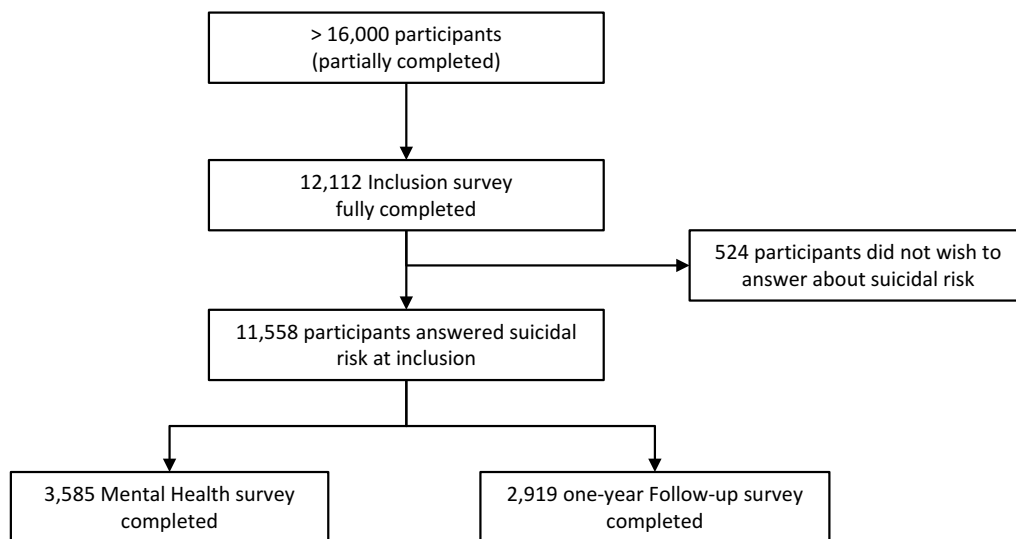 > 16,000 participants
(partially completed)
12,112 Inclusion survey
fully completed
524 participants did not wish to
answer about suicidal risk
11,558 participants answered suicidal
risk at inclusion
3,585 Mental Health survey
completed
2,919 one-year Follow-up survey
completed